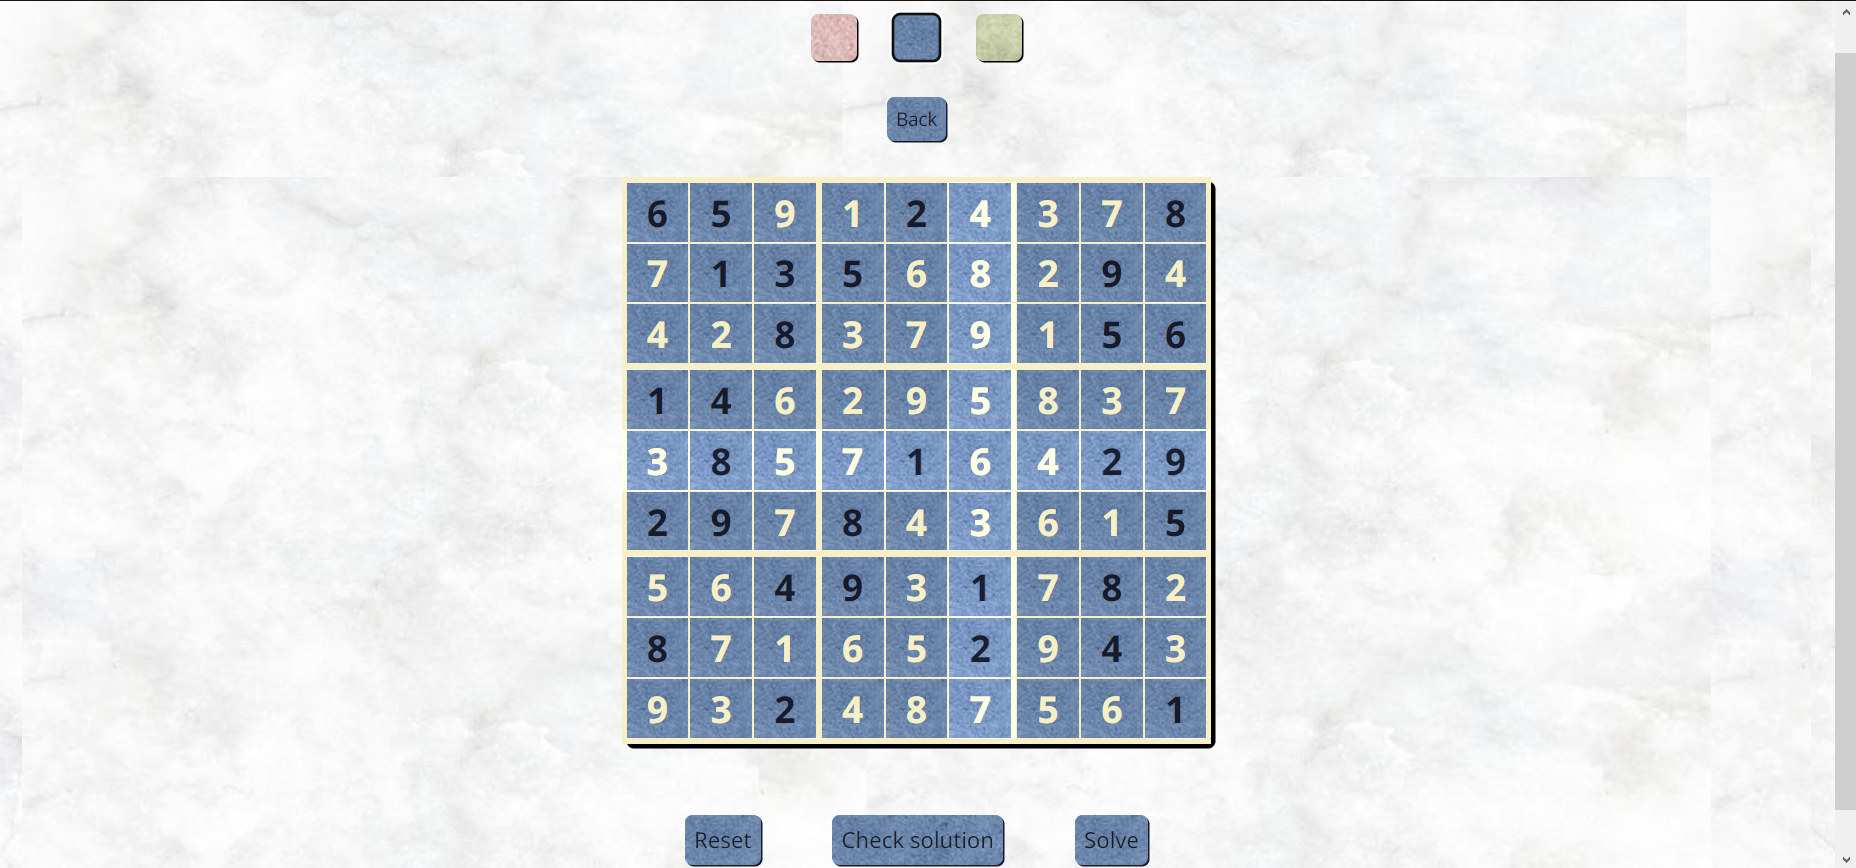 Back
6 5 9 1 2 4 3 7 8
7 1 3 5 6 8 2 9 4
4 2 8 3 7 9 1 5 6
1 4 6 2 9 5 8 3 7
3 8 5 7 1 6 4 2 9
2 9 7 8 4 3 6 1 5
5 6 4 9 3 1 7 8 2
8 7 1 6 5 2 9 4 3
9 3 2 4 8 7 5 6 1
Reset Check solution Solve